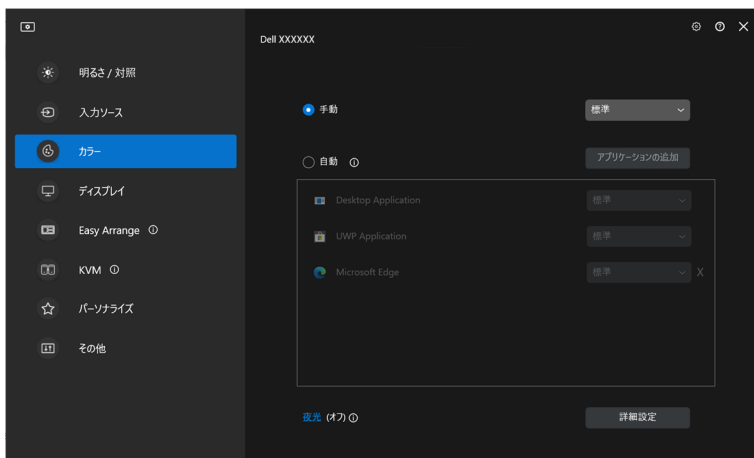 Dell XXXXXX
明るさ / 対照
入力ソース
カラー
ディスプレイ
Easy Arrange
KVM
パーソナライズ
その他
手動
標準
自動
アプリケーションの追加
Desktop Application
標準
UWP Application
標準
Microsoft Edge
標準
X
夜光 (オフ)
詳細設定